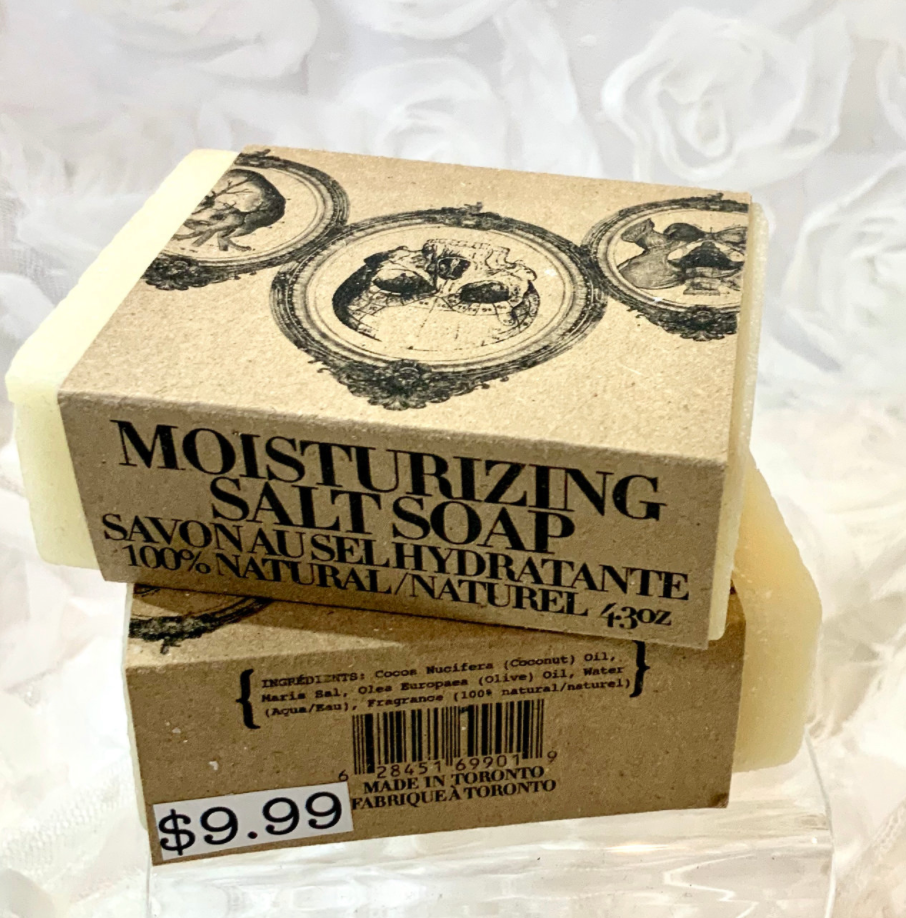 MOISTURIZING
SALT SOAP
SAVON AU SEL HYDRATANTE
100% NATURAL/NATUREL 4.3oz
INGRÉDIENTS: Cocos Nucifera (Coconut) Oil,
Maris Sal, Olea Europaea (Olive) Oil, Water
(Aqua/Eau), Fragrance (100% natural/naturel)
6 28451 69901 9
MADE IN TORONTO
FABRIQUE À TORONTO
$9.99